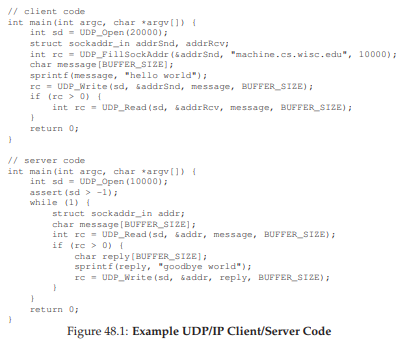 // client code
int main(int argc, char *argv[]) {
    int sd = UDP_Open(20000);
    struct sockaddr_in addrSnd, addrRcv;
    int rc = UDP_FillSockAddr(&addrSnd, "machine.cs.wisc.edu", 10000);
    char message[BUFFER_SIZE];
    sprintf(message, "hello world");
    rc = UDP_Write(sd, &addrSnd, message, BUFFER_SIZE);
    if (rc > 0) {
        int rc = UDP_Read(sd, &addrRcv, message, BUFFER_SIZE);
    }
    return 0;
}
// server code
int main(int argc, char *argv[]) {
    int sd = UDP_Open(10000);
    assert(sd > -1);
    while (1) {
        struct sockaddr_in addr;
        char message[BUFFER_SIZE];
        int rc = UDP_Read(sd, &addr, message, BUFFER_SIZE);
        if (rc > 0) {
            char reply[BUFFER_SIZE];
            sprintf(reply, "goodbye world");
            rc = UDP_Write(sd, &addr, reply, BUFFER_SIZE);
        }
    }
    return 0;
}
Figure 48.1: Example UDP/IP Client/Server Code